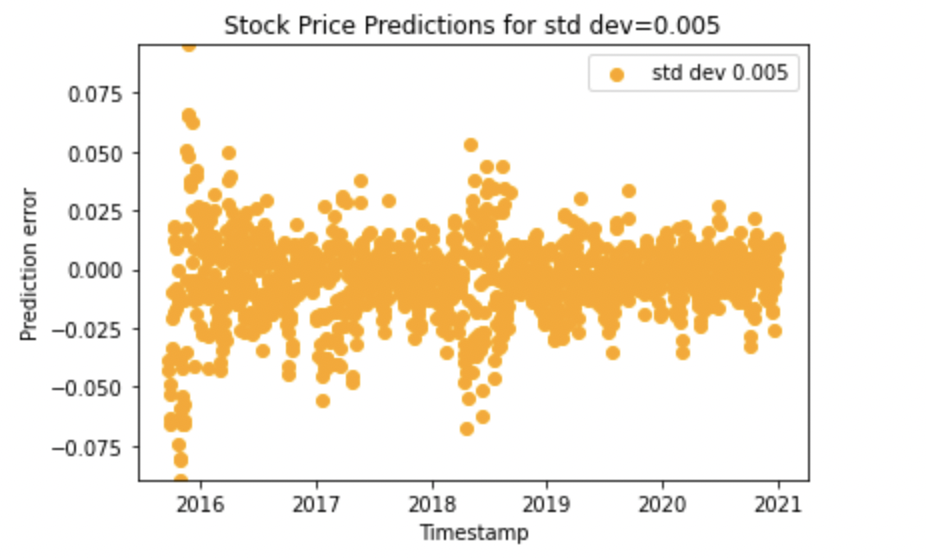 Stock Price Predictions for std dev=0.005
std dev 0.005
Prediction error
0.075
0.050
0.025
0.000
−0.025
−0.050
−0.075
2016 2017 2018 2019 2020 2021
Timestamp